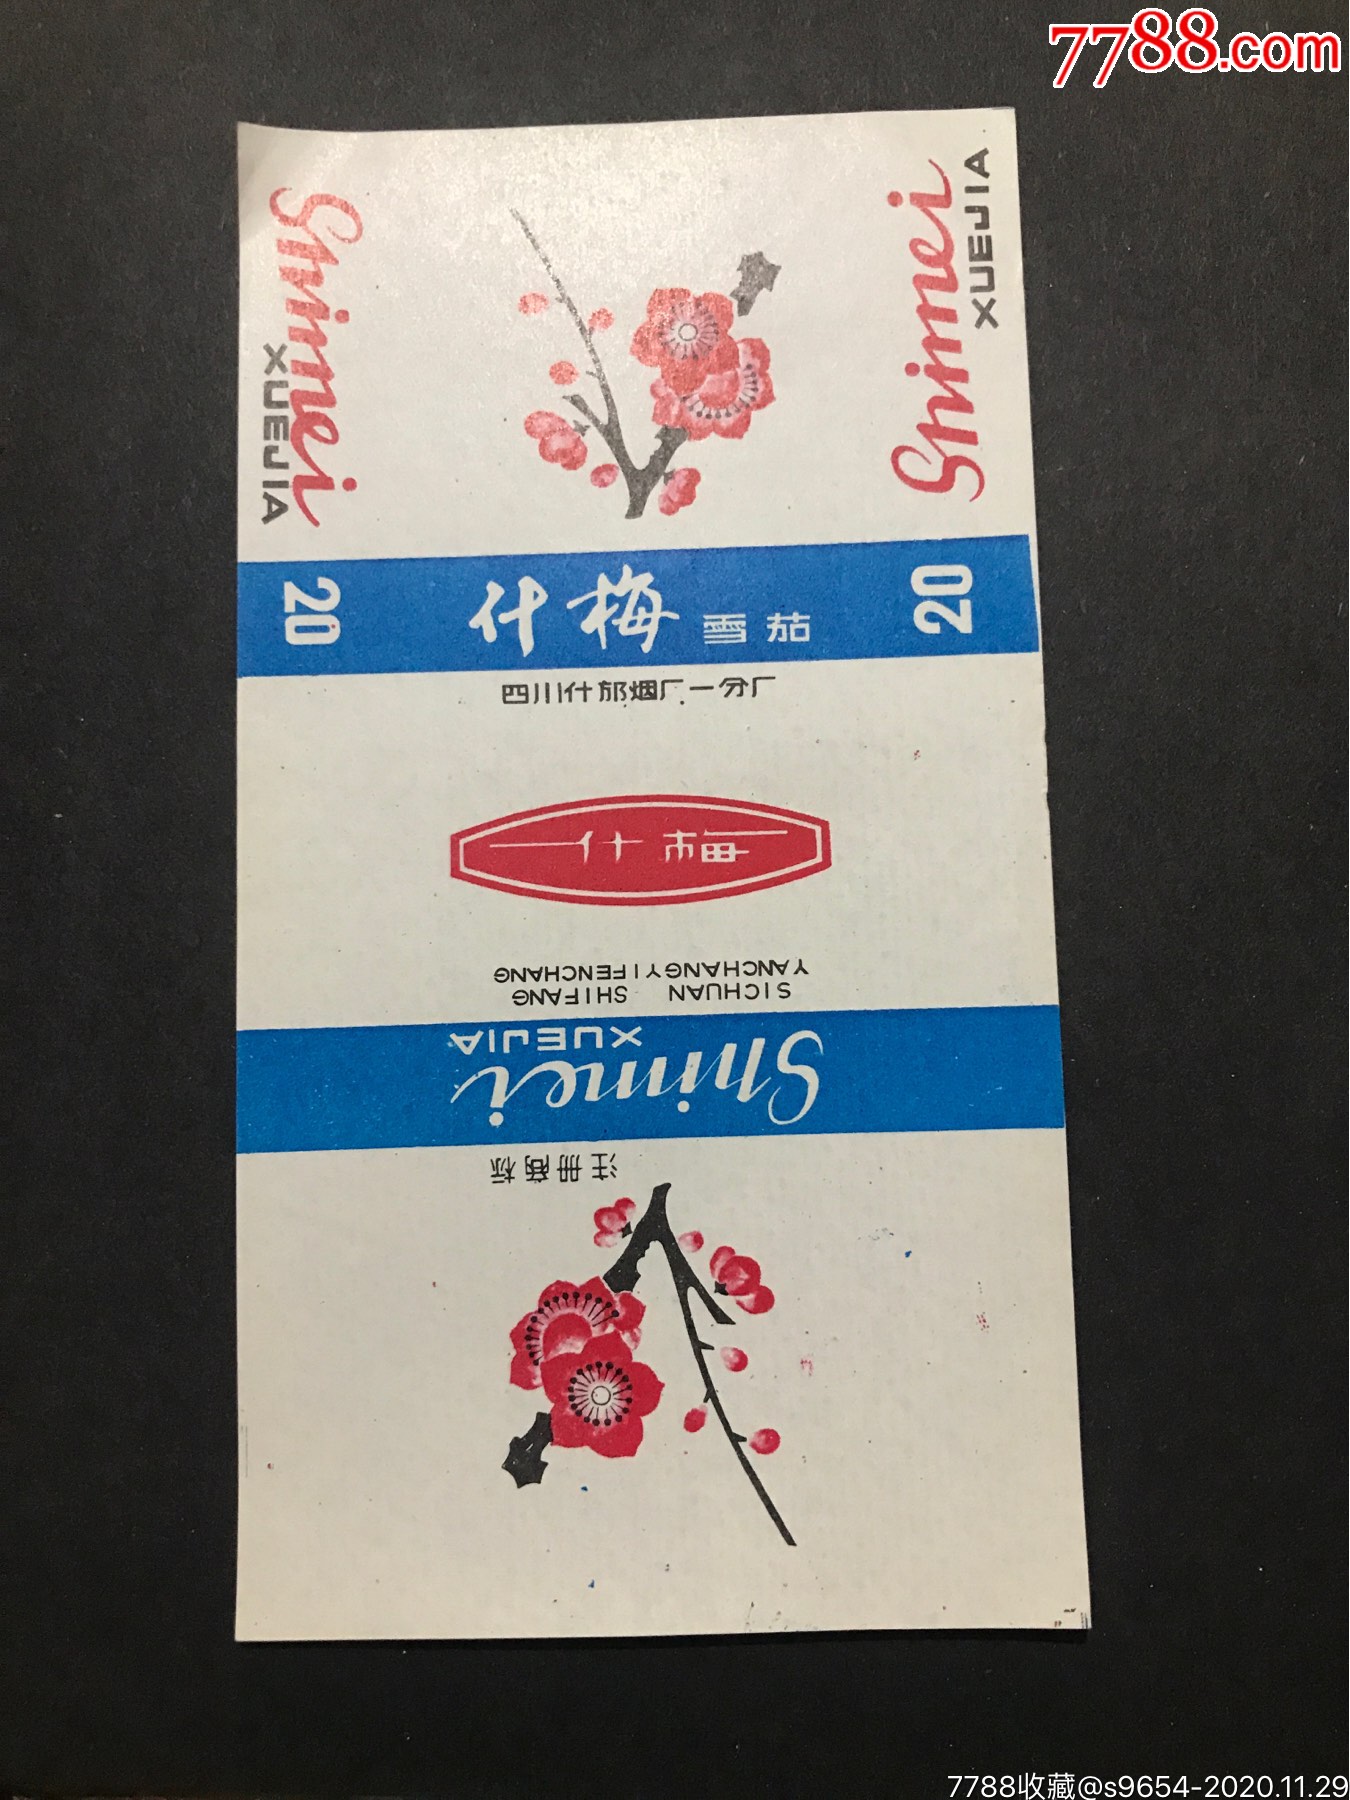 7788.com
Shimei
XUEJIA
Shimei
XUEJIA
20
什梅 雪茄
20
四川什邡烟厂一分厂
什梅
SICHUAN SHIFANG
YANCHANGYIFENCHANG
Shimei
XUEJIA
注册商标
7788收藏@s9654-2020.11.29